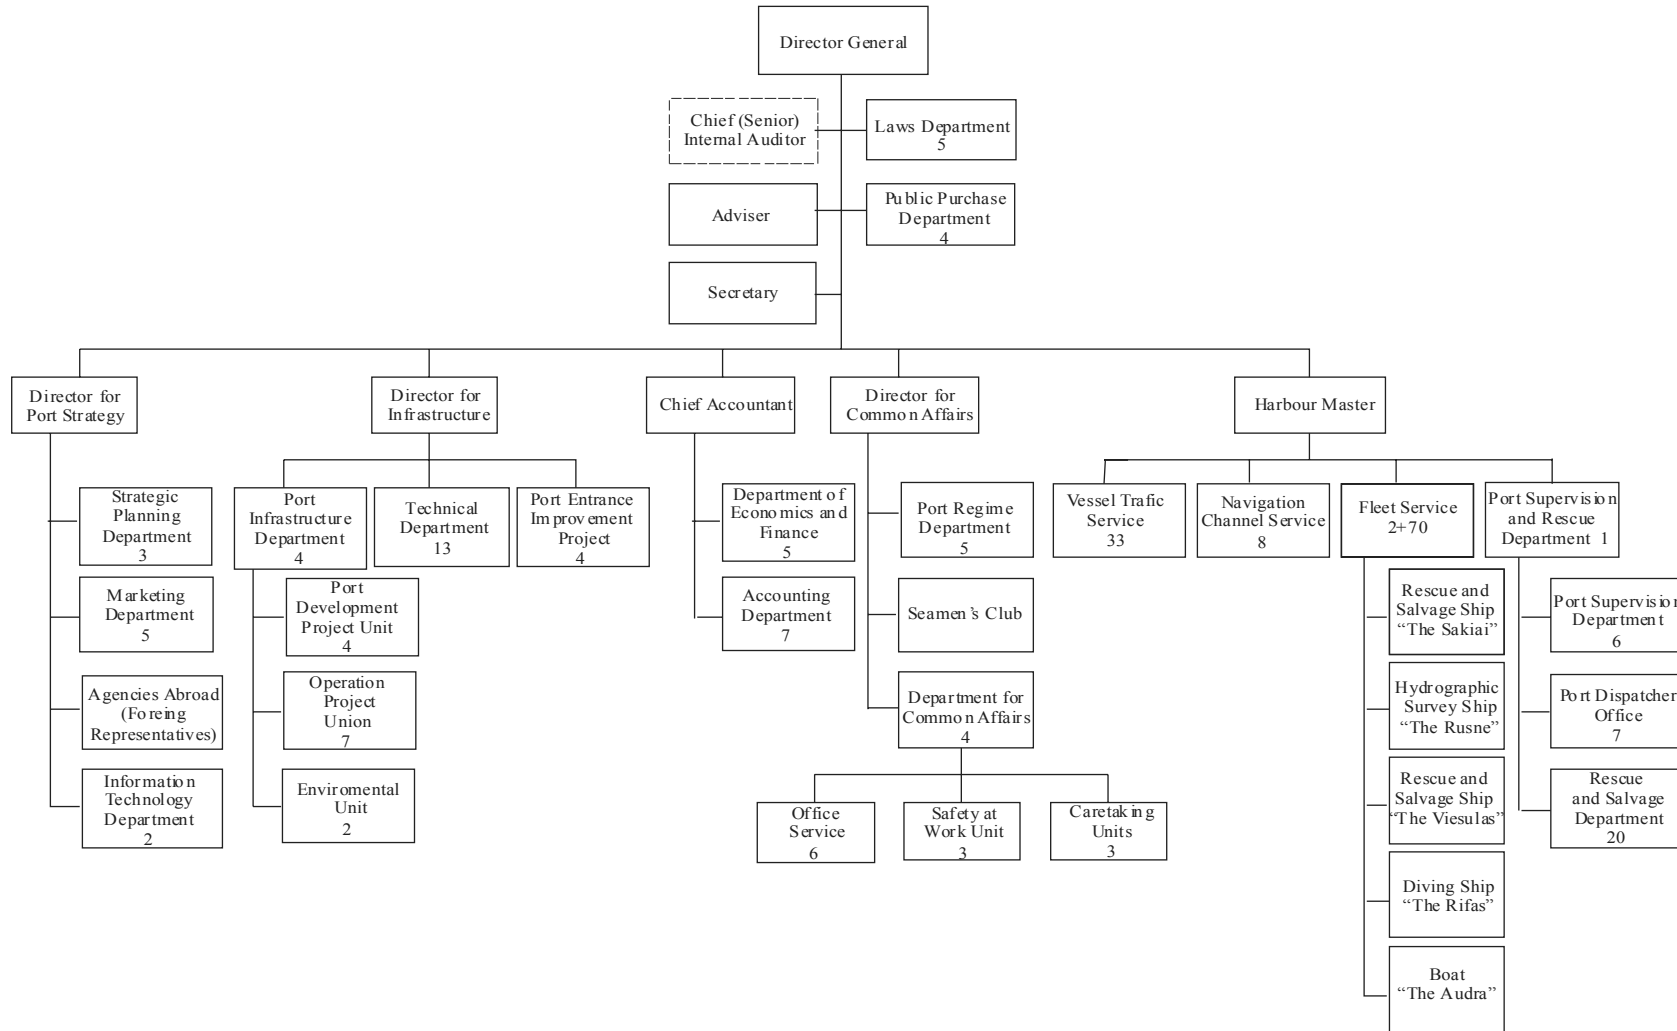 Director General
Chief (Senior)
Internal Auditor
Laws Department
5
Adviser
Public Purchase
Department
4
Secretary
Director for
Port Strategy
Director for
Infrastructure
Chief Accountant
Director for
Common Affairs
Harbour Master
Strategic
Planning
Department
3
Marketing
Department
5
Agencies Abroad
(Foreing
Representatives)
Information
Technology
Department
2
Port
Infrastructure
Department
4
Technical
Department
13
Port Entrance
Improvement
Project
4
Port
Development
Project Unit
4
Operation
Project
Union
7
Enviromental
Unit
2
Department of
Economics and
Finance
5
Accounting
Department
7
Port Regime
Department
5
Seamen's Club
Department for
Common Affairs
4
Office
Service
6
Safety at
Work Unit
3
Caretaking
Units
3
Vessel Trafic
Service
33
Navigation
Channel Service
8
Fleet Service
2+70
Port Supervision
and Rescue
Department 1
Rescue and
Salvage Ship
“The Sakiai”
Hydrographic
Survey Ship
“The Rusne”
Rescue and
Salvage Ship
“The Viesulas”
Diving Ship
“The Rifas”
Boat
“The Audra”
Port Supervision
Department
6
Port Dispatcher
Office
7
Rescue
and Salvage
Department
20